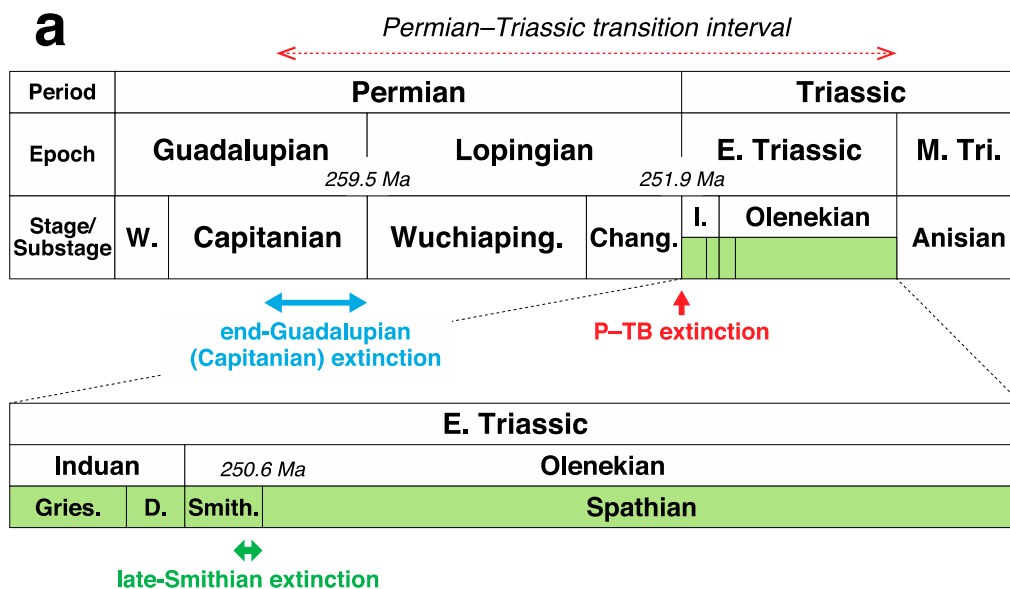 a
Permian–Triassic transition interval
Period
Permian
Triassic
Epoch
Guadalupian
Lopingian
E. Triassic
M. Tri.
259.5 Ma
251.9 Ma
Stage/
Substage
W.
Capitanian
Wuchiaping.
Chang.
I.
Olenekian
Anisian
end-Guadalupian
(Capitanian) extinction
P–TB extinction
E. Triassic
Induan
250.6 Ma
Olenekian
Gries.
D.
Smith.
Spathian
late-Smithian extinction